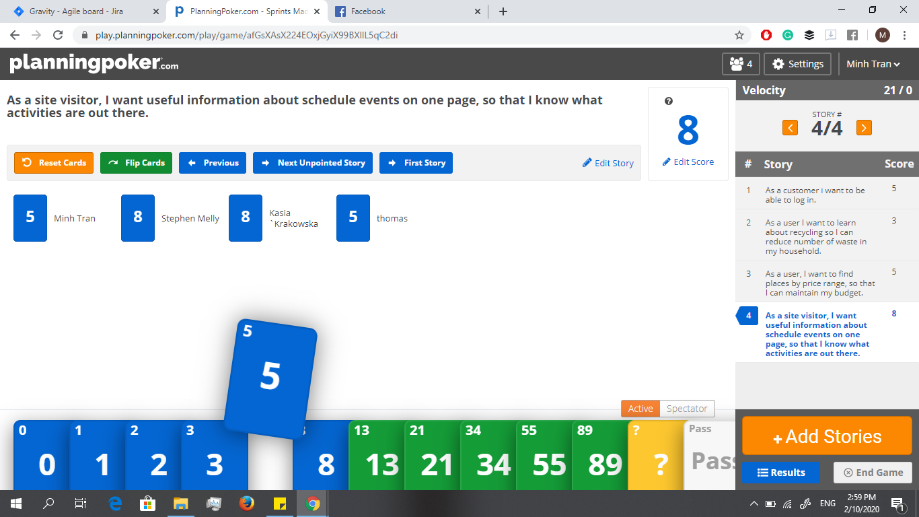 Gravity - Agile board - Jira
PlanningPoker.com - Sprints Mad
Facebook
play.planningpoker.com/play/game/afGsXAsX224EOxjGyiX99BXlIL5qC2di
M
planningpoker.com
4
Settings
Minh Tran
As a site visitor, I want useful information about schedule events on one page, so that I know what
activities are out there.
?
8
Edit Score
Reset Cards
Flip Cards
Previous
Next Unpointed Story
First Story
Edit Story
5
Minh Tran
8
Stephen Melly
8
Kasia
`Krakowska
5
thomas
Velocity
21 / 0
STORY #
4/4
# Story Score
1 As a customer i want to be 5
able to log in.
2 As a user I want to learn 3
about recycling so I can
reduce number of waste in
my household.
3 As a user, I want to find 5
places by price range, so that
I can maintain my budget.
4 As a site visitor, I want 8
useful information about
schedule events on one
page, so that I know what
activities are out there.
5
5
Active
Spectator
0
0
1
1
2
2
3
3
8
13
13
21
21
34
34
55
55
89
89
?
?
Pass
Pass
+ Add Stories
Results
End Game
ENG
2:59 PM
2/10/2020
1